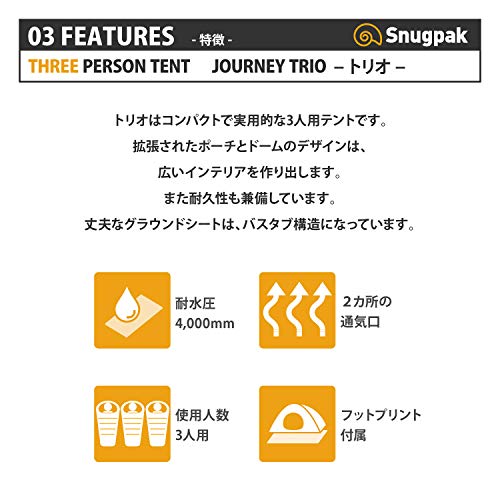 03 FEATURES - 特徴 - Snugpak
THREE PERSON TENT JOURNEY TRIO – トリオ –
トリオはコンパクトで実用的な3人用テントです。
拡張されたポーチとドームのデザインは、
広いインテリアを作り出します。
また耐久性も兼備しています。
丈夫なグラウンドシートは、バスタブ構造になっています。
耐水圧
4,000mm
2カ所の
通気口
使用人数
3人用
フットプリント
付属